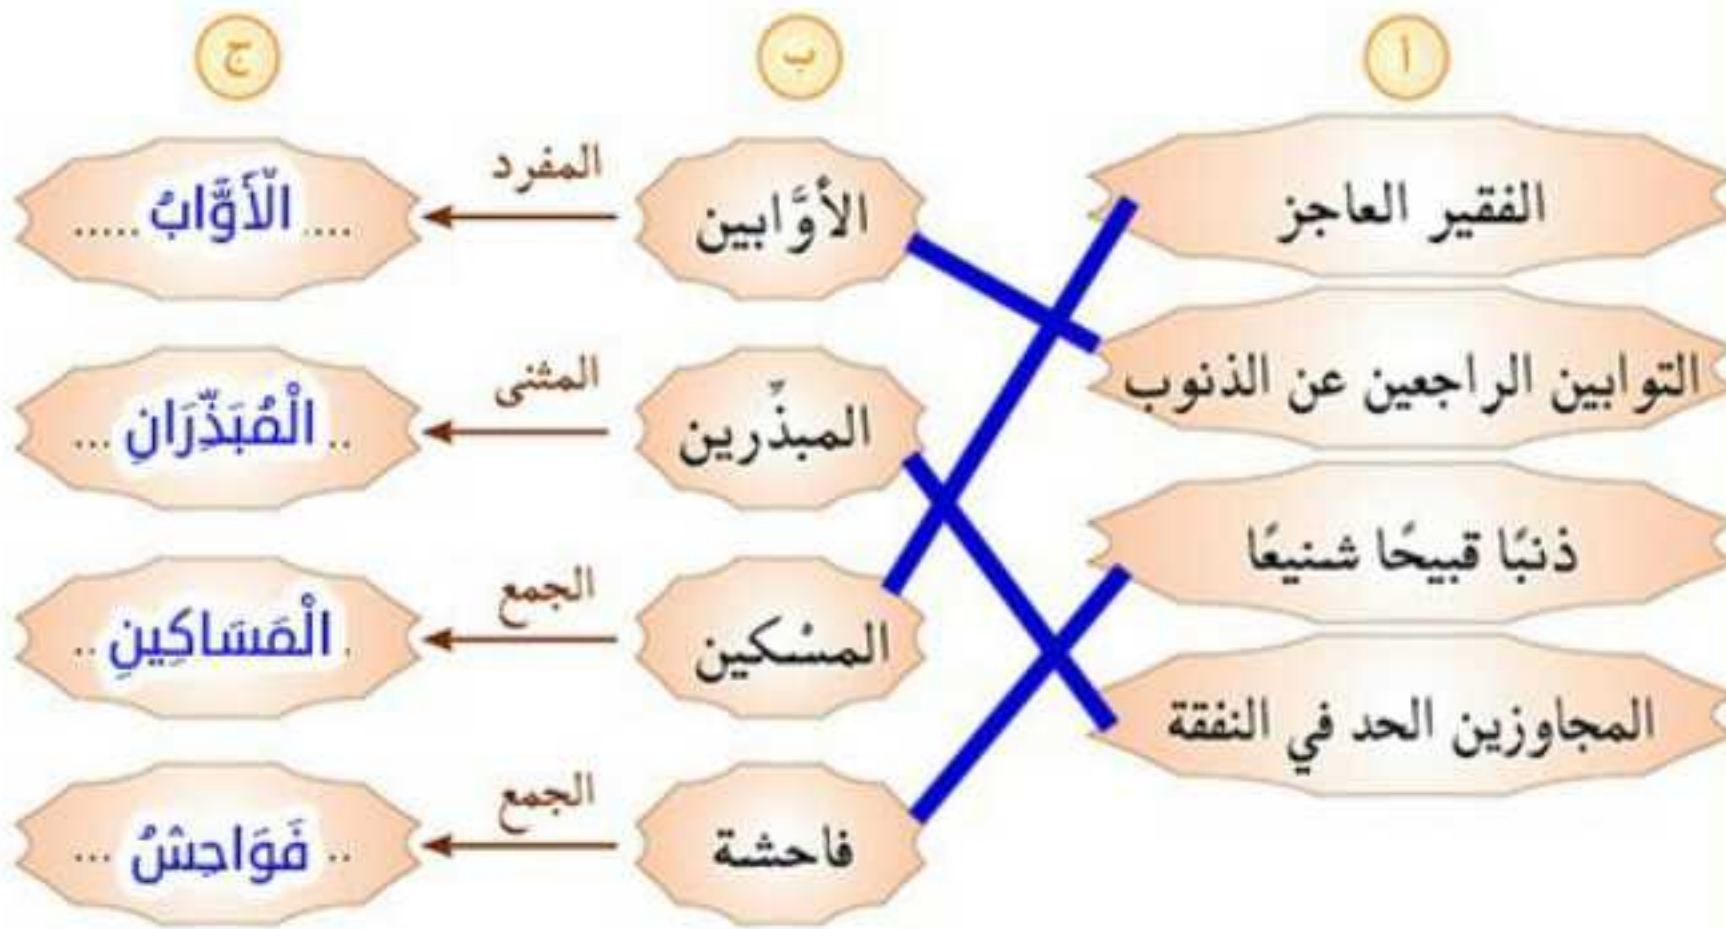 أ
ب
ج
الفقير العاجز
التوابين الراجعين عن الذنوب
ذنبًا قبيحًا شنيعًا
المجاوزين الحد في النفقة
الأوَّابين
المفرد
.... الْأَوَّابُ .....
المبذِّرين
المثنى
.. الْمُبَذِّرَانِ ...
المسْكين
الجمع
. الْمَسَاكِينِ ..
فاحشة
الجمع
.. فَوَاحِشُ ...